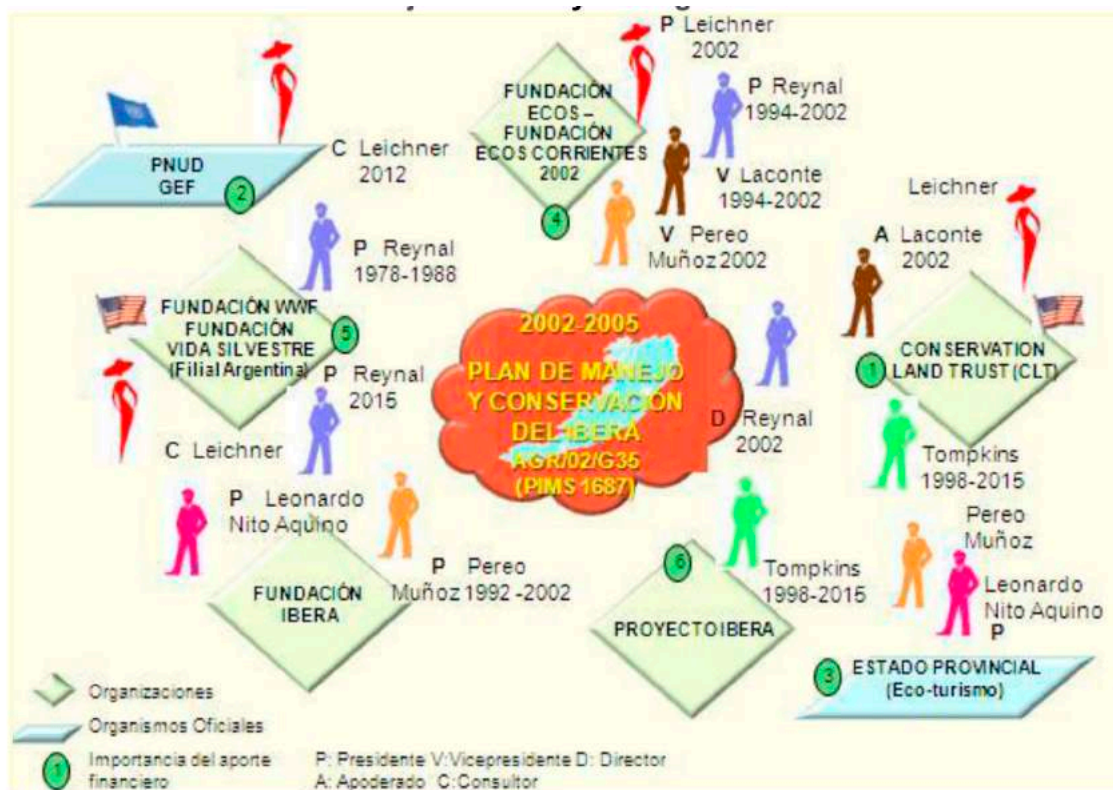 P Leichner
2002
FUNDACIÓN
ECOS –
FUNDACIÓN
ECOS CORRIENTES
2002
P Reynal
1994-2002
PNUD
GEF
2
C Leichner
2012
V Laconte
1994-2002
4
V Pereo
Muñoz 2002
Leichner
A Laconte
2002
P Reynal
1978-1988
FUNDACIÓN WWF
FUNDACIÓN
VIDA SILVESTRE
(Filial Argentina)
5
2002-2005
PLAN DE MANEJO
Y CONSERVACIÓN
DEL IBERA
AGR/02/G35
(PIMS 1687)
1
CONSERVATION
LAND TRUST (CLT)
P Reynal
2015
D Reynal
2002
C Leichner
Tompkins
1998-2015
P Leonardo
Nito Aquino
Pereo
Muñoz
P Pereo
Muñoz 1992 -2002
FUNDACIÓN
IBERA
6
PROYECTO IBERA
Tompkins
1998-2015
Leonardo
Nito Aquino
P
3
ESTADO PROVINCIAL
(Eco-turismo)
Organizaciones
Organismos Oficiales
1
Importancia del aporte
financiero
P: Presidente V:Vicepresidente D: Director
A: Apoderado C:Consultor